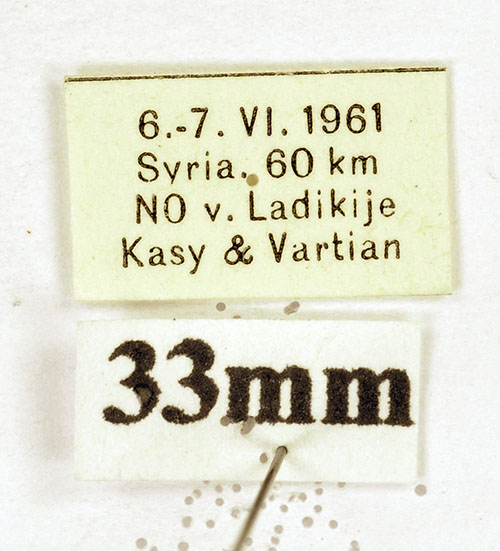 6.-7. VI. 1961
Syria. 60 km
NO v. Ladikije
Kasy & Vartian
33mm